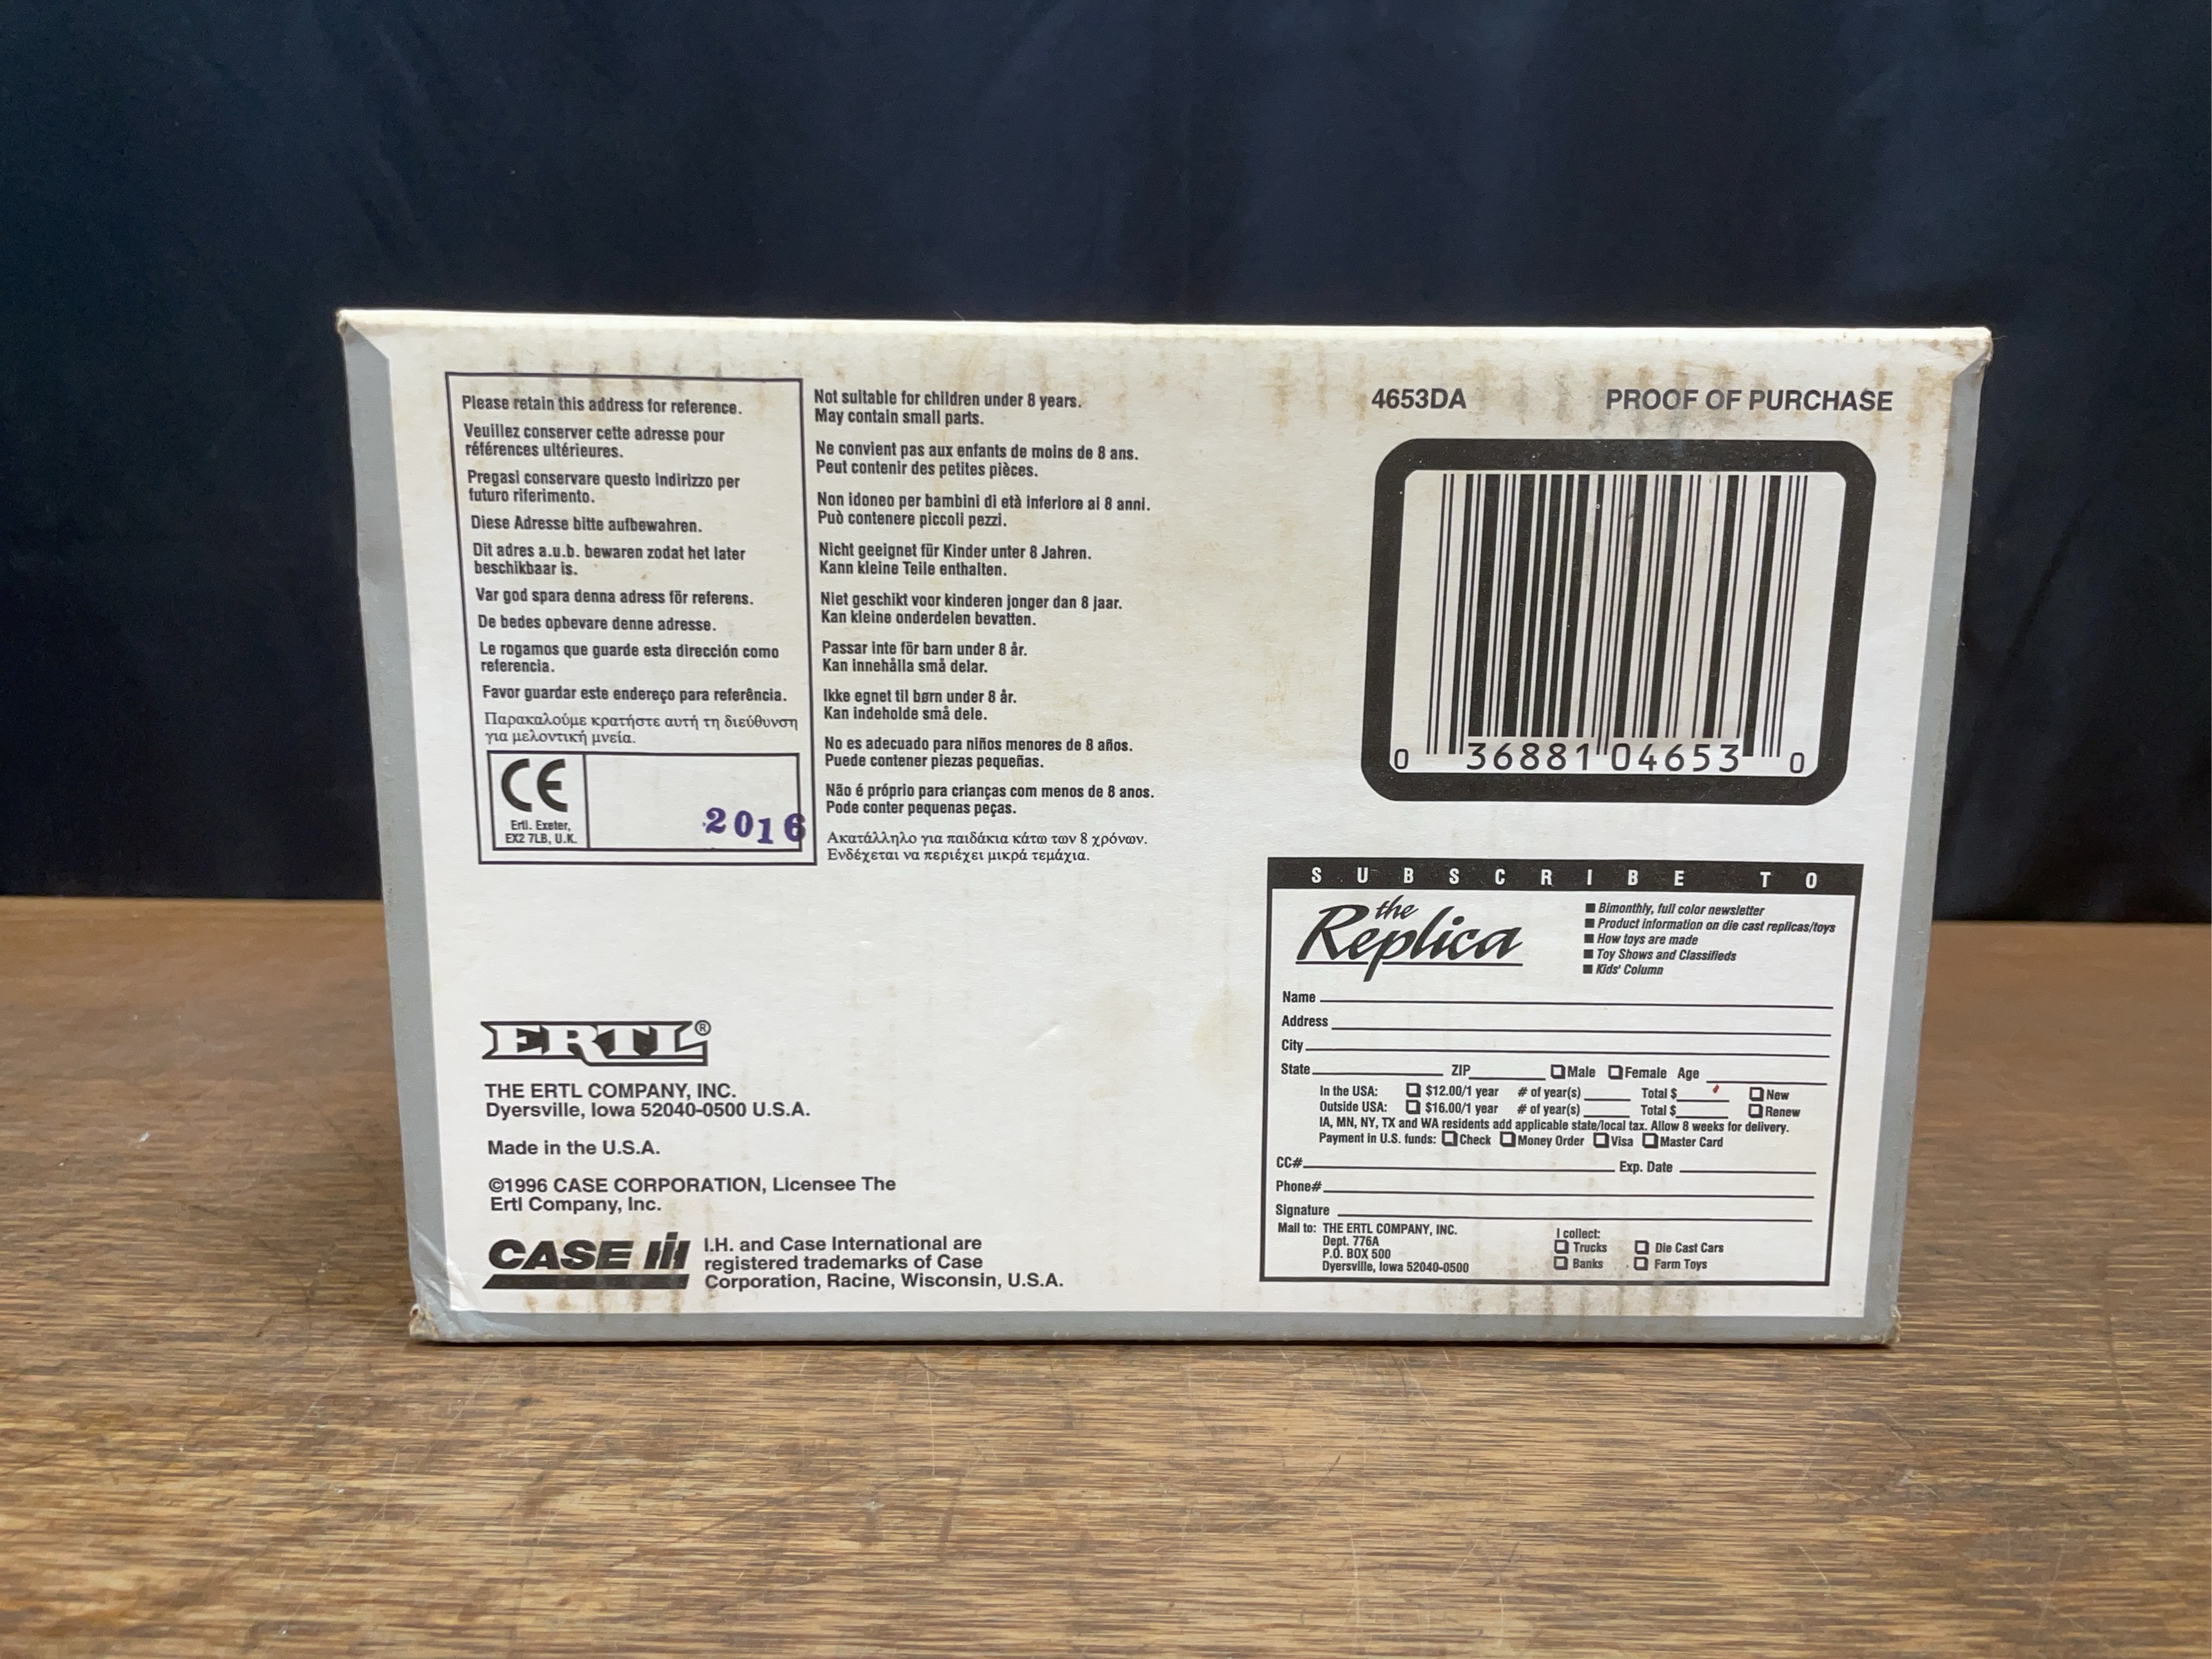 Please retain this address for reference.
Veuillez conserver cette adresse pour
références ultérieures.
Pregasi conservare questo indirizzo per
futuro riferimento.
Diese Adresse bitte aufbewahren.
Dit adres a.u.b. bewaren zodat het later
beschikbaar is.
Var god spara denna adress för referens.
De bedes opbevare denne adresse.
Le rogamos que guarde esta dirección como
referencia.
Favor guardar este endereço para referência.
Παρακαλούμε κρατήστε αυτή τη διεύθυνση
για μελοντική μνεία.
CE
Ertl. Exeter,
EX2 7LB, U.K.
2016
Not suitable for children under 8 years.
May contain small parts.
Ne convient pas aux enfants de moins de 8 ans.
Peut contenir des petites pièces.
Non idoneo per bambini di età inferiore ai 8 anni.
Può contenere piccoli pezzi.
Nicht geeignet für Kinder unter 8 Jahren.
Kann kleine Teile enthalten.
Niet geschikt voor kinderen jonger dan 8 jaar.
Kan kleine onderdelen bevatten.
Passar inte för barn under 8 år.
Kan innehålla små delar.
Ikke egnet til børn under 8 år.
Kan indeholde små dele.
No es adecuado para niños menores de 8 años.
Puede contener piezas pequeñas.
Não é próprio para crianças com menos de 8 anos.
Pode conter pequenas peças.
Ακατάλληλο για παιδάκια κάτω των 8 χρόνων.
Ενδέχεται να περιέχει μικρά τεμάχια.
4653DA PROOF OF PURCHASE
0 36881 04653 0
SUBSCRIBE TO
the
Replica
■ Bimonthly, full color newsletter
■ Product information on die cast replicas/toys
■ How toys are made
■ Toy Shows and Classifieds
■ Kids' Column
Name
Address
City
State ZIP ☐ Male ☐ Female Age
In the USA: ☐ $12.00/1 year # of year(s) Total $ ☐ New
Outside USA: ☐ $16.00/1 year # of year(s) Total $ ☐ Renew
IA, MN, NY, TX and WA residents add applicable state/local tax. Allow 8 weeks for delivery.
Payment in U.S. funds: ☐ Check ☐ Money Order ☐ Visa ☐ Master Card
CC# Exp. Date
Phone#
Signature
Mail to: THE ERTL COMPANY, INC.
Dept. 776A
P.O. BOX 500
Dyersville, Iowa 52040-0500
I collect:
☐ Trucks ☐ Die Cast Cars
☐ Banks ☐ Farm Toys
ERTL®
THE ERTL COMPANY, INC.
Dyersville, Iowa 52040-0500 U.S.A.
Made in the U.S.A.
©1996 CASE CORPORATION, Licensee The
Ertl Company, Inc.
CASE IH
I.H. and Case International are
registered trademarks of Case
Corporation, Racine, Wisconsin, U.S.A.